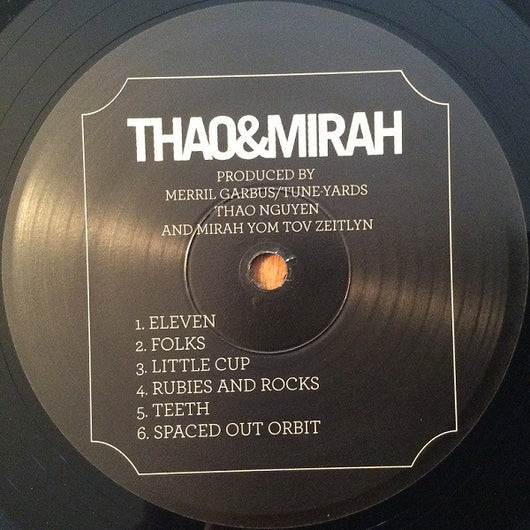 THAO&MIRAH
PRODUCED BY
MERRIL GARBUS/TUNE-YARDS
THAO NGUYEN
AND MIRAH YOM TOV ZEITLYN
1. ELEVEN
2. FOLKS
3. LITTLE CUP
4. RUBIES AND ROCKS
5. TEETH
6. SPACED OUT ORBIT